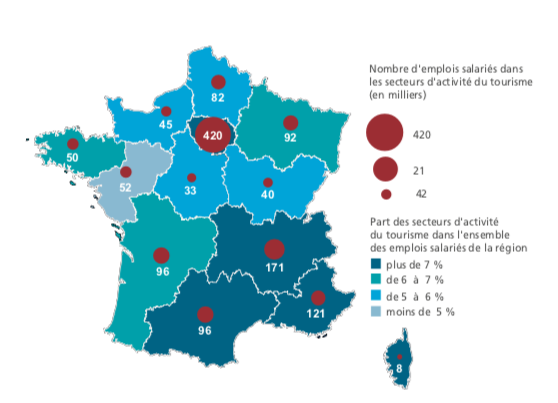 Nombre d'emplois salariés dans
les secteurs d'activité du tourisme
(en milliers)
420
21
42
Part des secteurs d'activité
du tourisme dans l'ensemble
des emplois salariés de la région
plus de 7 %
de 6 à 7 %
de 5 à 6 %
moins de 5 %
82
45
420
92
50
52
33
40
96
171
96
121
8